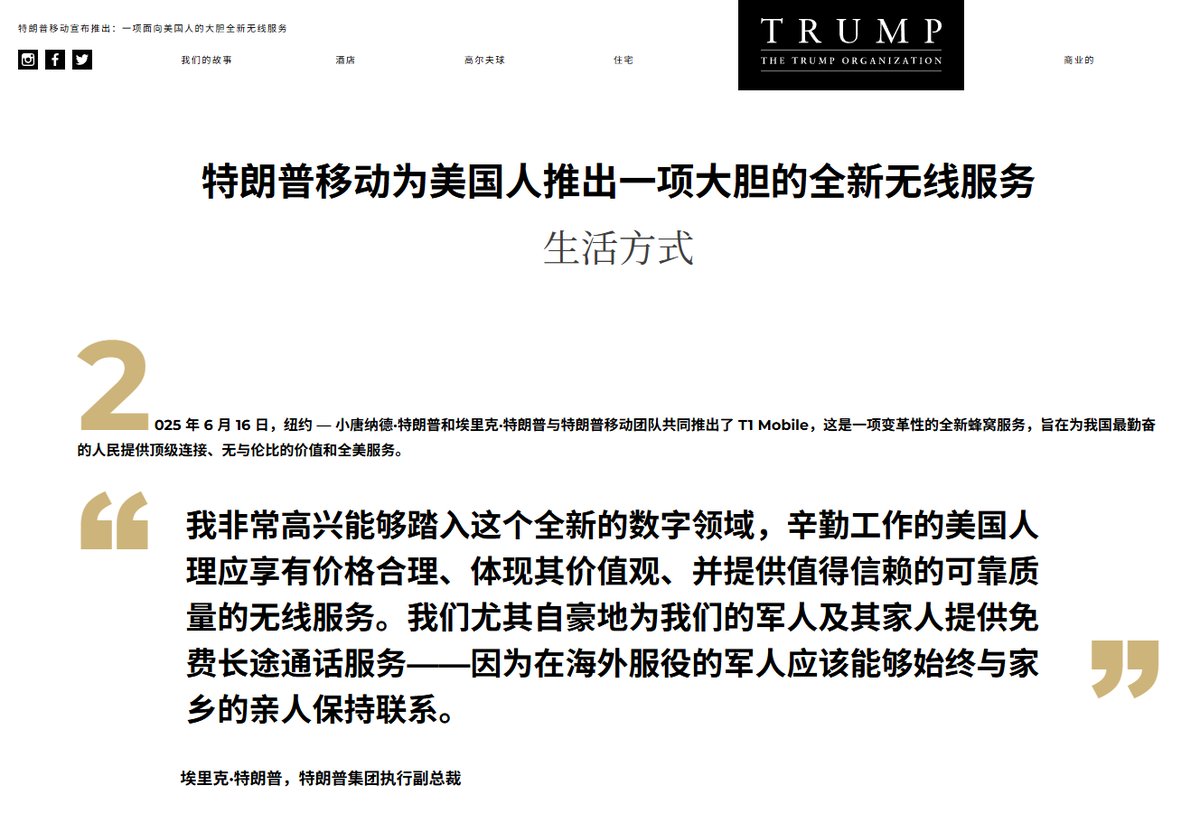 特朗普移动宣布推出：一项面向美国人的大胆全新无线服务
我们的故事
酒店
高尔夫球
住宅
TRUMP
THE TRUMP ORGANIZATION
商业的
特朗普移动为美国人推出一项大胆的全新无线服务
生活方式
2025 年 6 月 16 日，纽约 — 小唐纳德·特朗普和埃里克·特朗普与特朗普移动团队共同推出了 T1 Mobile，这是一项变革性的全新蜂窝服务，旨在为我国最勤奋
的人民提供顶级连接、无与伦比的价值和全美服务。
“我非常高兴能够踏入这个全新的数字领域，辛勤工作的美国人
理应享有价格合理、体现其价值观、并提供值得信赖的可靠质
量的无线服务。我们尤其自豪地为我们的军人及其家人提供免
费长途通话服务——因为在海外服役的军人应该能够始终与家
乡的亲人保持联系。”
埃里克·特朗普，特朗普集团执行副总裁